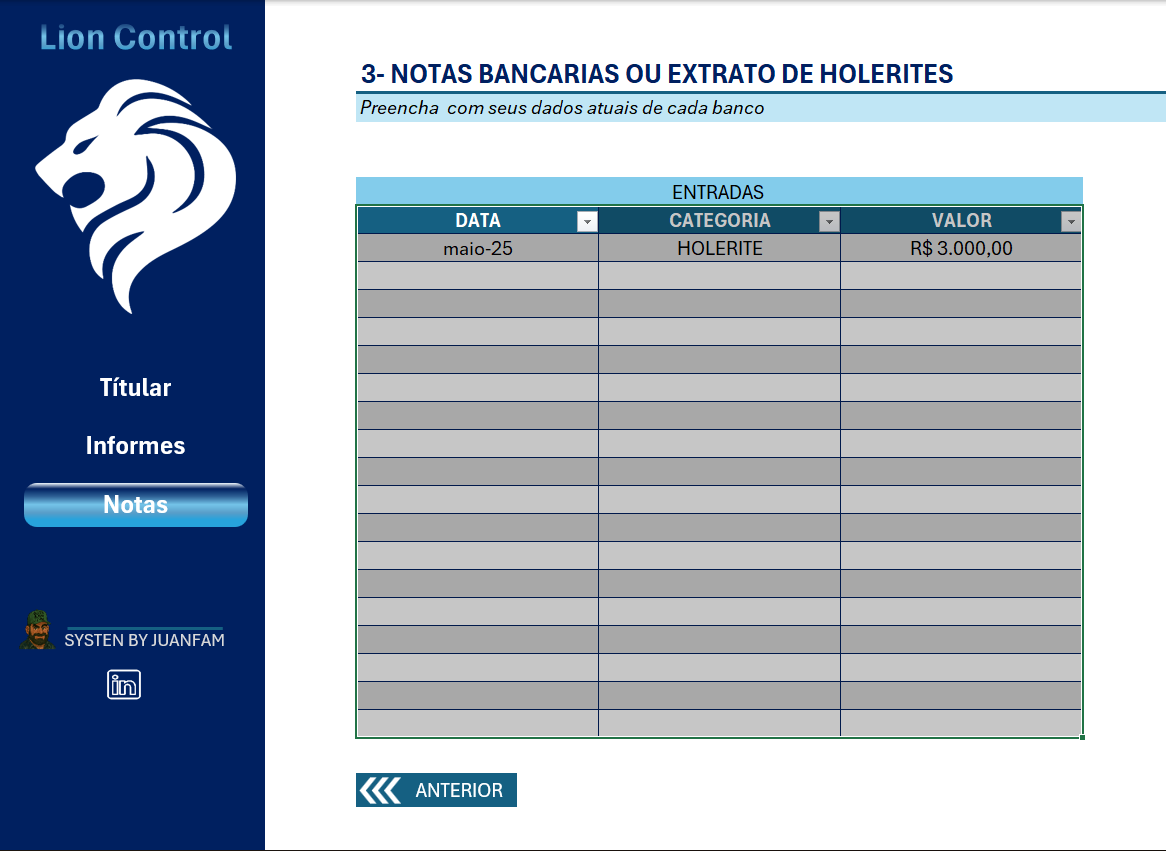 Lion Control
Títular
Informes
Notas
SYSTEN BY JUANFAM
in
3- NOTAS BANCARIAS OU EXTRATO DE HOLERITES
Preencha  com seus dados atuais de cada banco
ENTRADAS
DATA CATEGORIA VALOR
maio-25 HOLERITE R$ 3.000,00
ANTERIOR